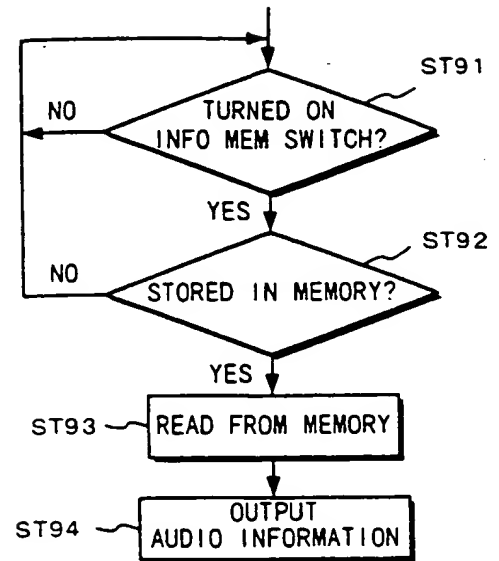 ST91
TURNED ON
INFO MEM SWITCH?
NO
YES
ST92
STORED IN MEMORY?
NO
YES
ST93
READ FROM MEMORY
ST94
OUTPUT
AUDIO INFORMATION